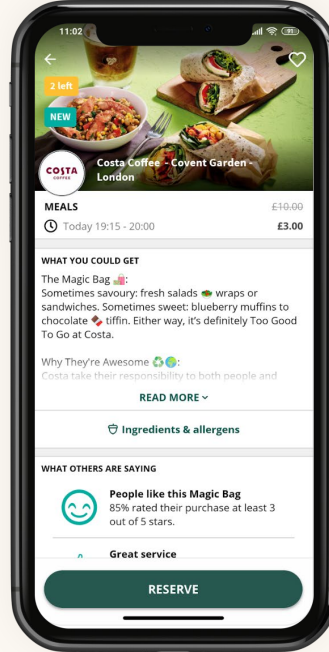 11:02
2 left
NEW
COSTA
COFFEE
Costa Coffee - Covent Garden -
London
MEALS £10.00
Today 19:15 - 20:00 £3.00
WHAT YOU COULD GET
The Magic Bag 🛍️:
Sometimes savoury: fresh salads 🥗 wraps or
sandwiches. Sometimes sweet: blueberry muffins to
chocolate 🍫 tiffin. Either way, it's definitely Too Good
To Go at Costa.
Why They're Awesome ♻️🌍:
Costa take their responsibility to both people and
READ MORE
Ingredients & allergens
WHAT OTHERS ARE SAYING
People like this Magic Bag
85% rated their purchase at least 3
out of 5 stars.
Great service
RESERVE